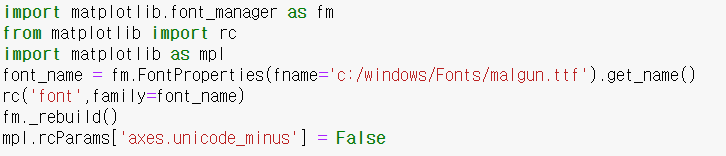 import matplotlib.font_manager as fm
from matplotlib import rc
import matplotlib as mpl
font_name = fm.FontProperties(fname='c:/windows/Fonts/malgun.ttf').get_name()
rc('font',family=font_name)
fm._rebuild()
mpl.rcParams['axes.unicode_minus'] = False